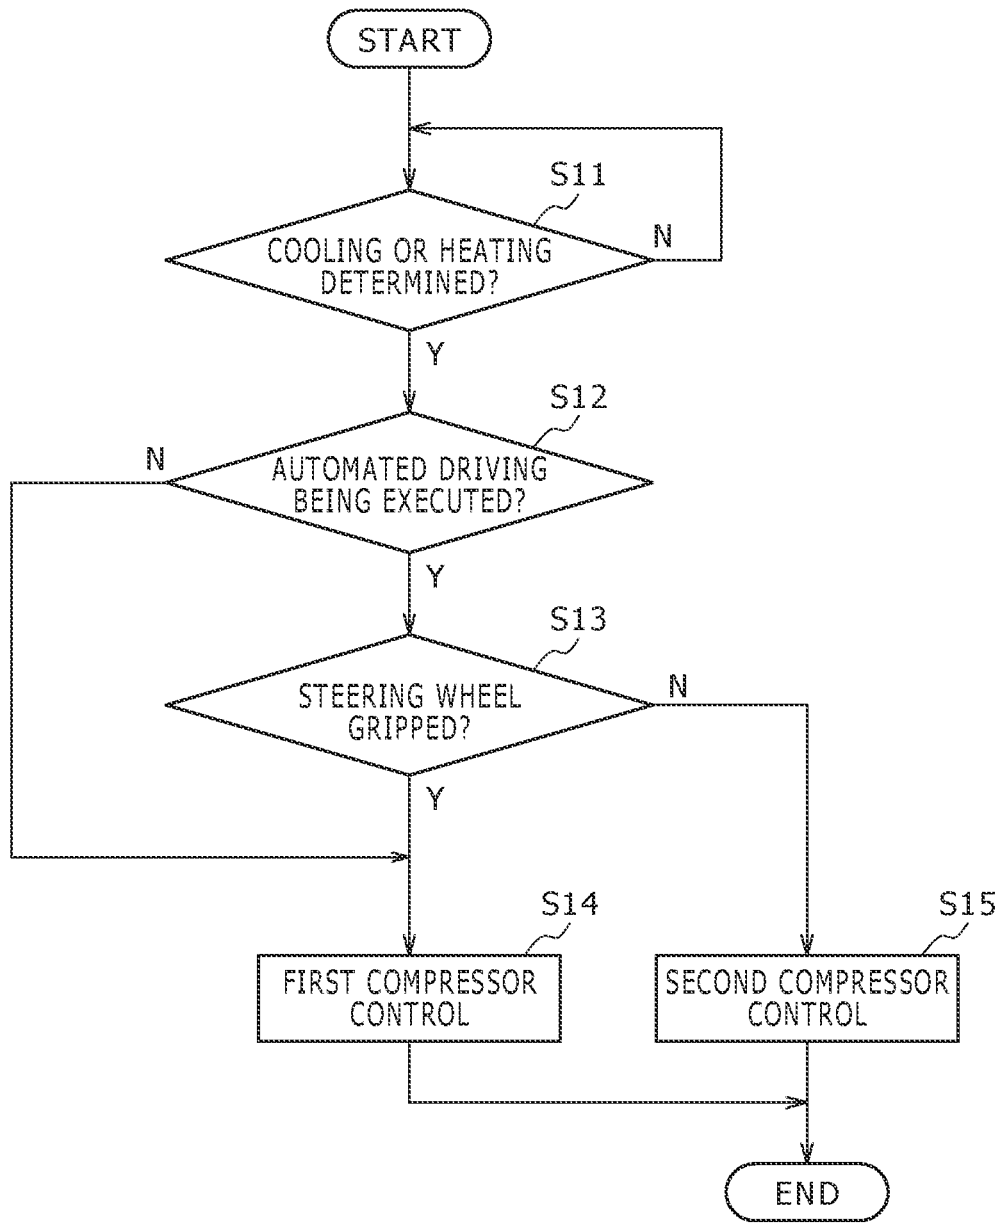 START
S11
COOLING OR HEATING
DETERMINED?
N
Y
S12
N
AUTOMATED DRIVING
BEING EXECUTED?
Y
S13
STEERING WHEEL
GRIPPED?
N
Y
S14
S15
FIRST COMPRESSOR
CONTROL
SECOND COMPRESSOR
CONTROL
END